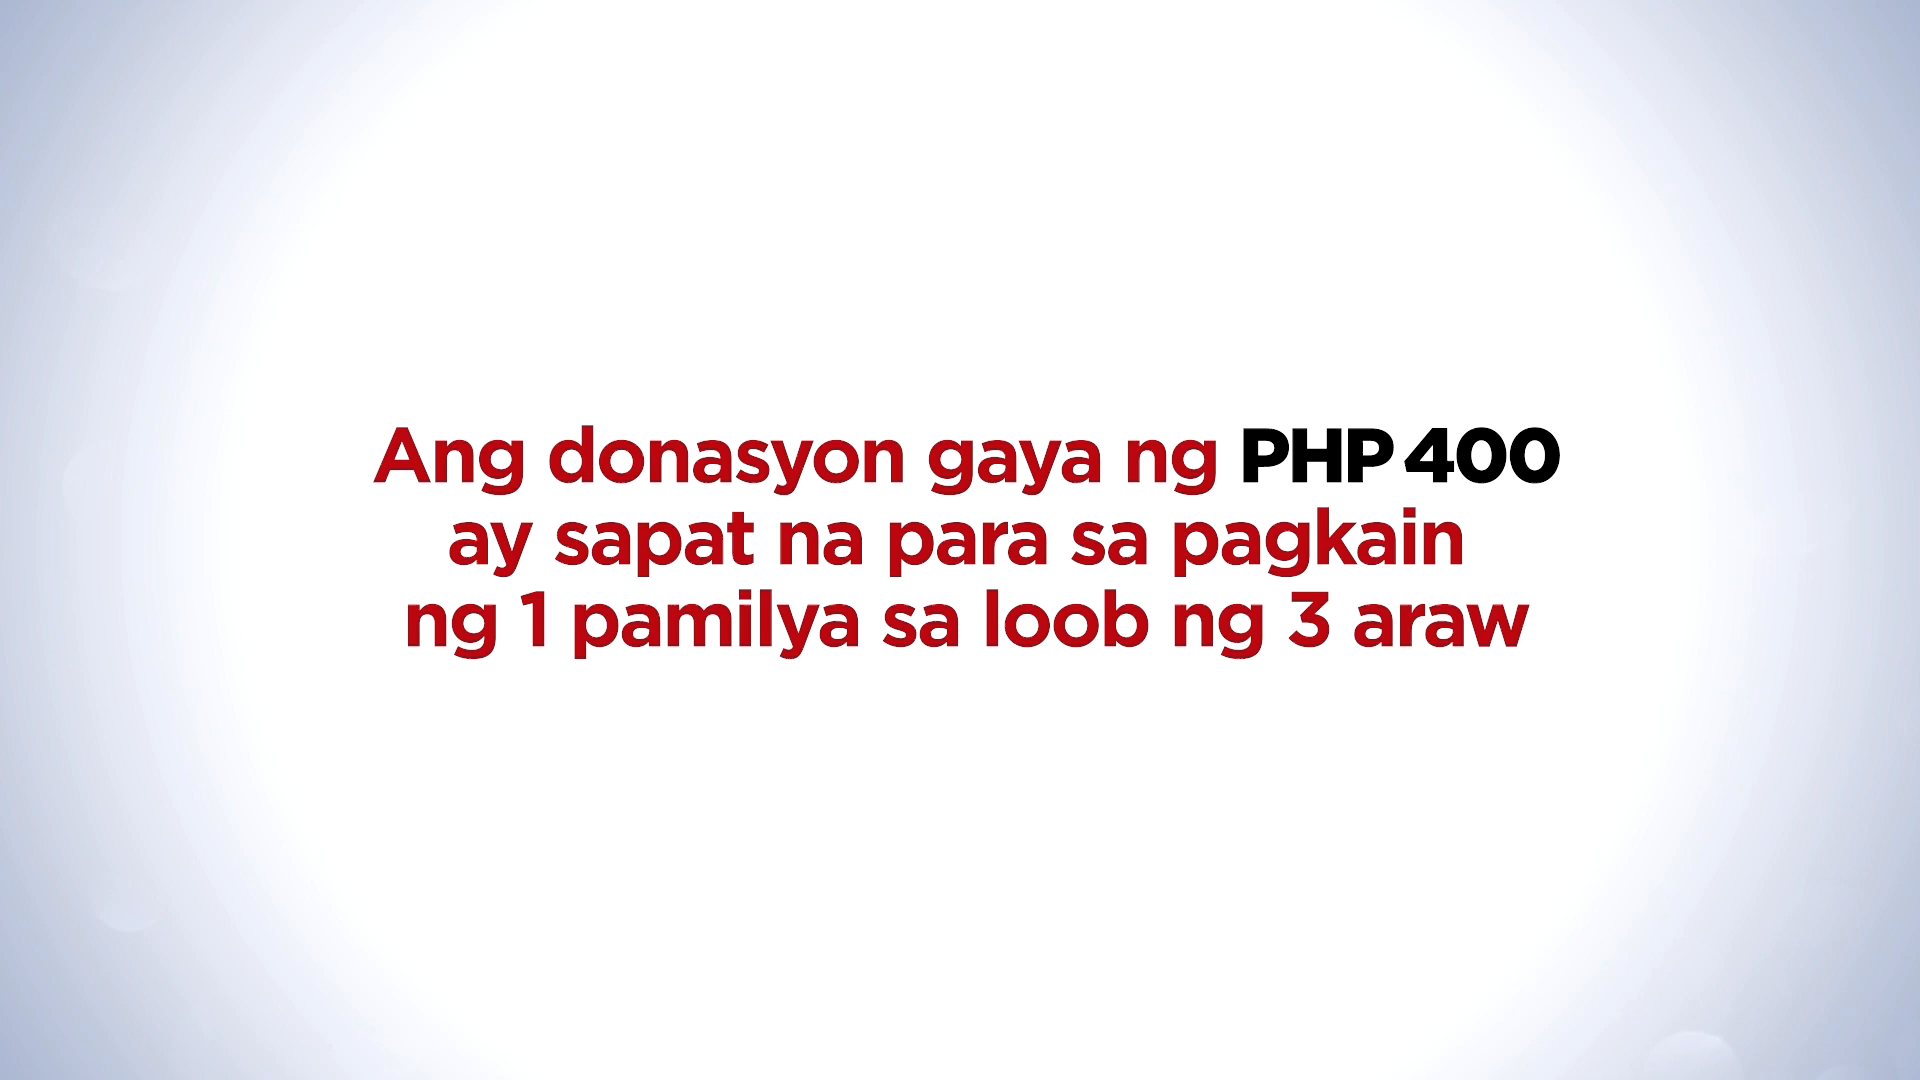 Ang donasyon gaya ng PHP 400
ay sapat na para sa pagkain
ng 1 pamilya sa loob ng 3 araw